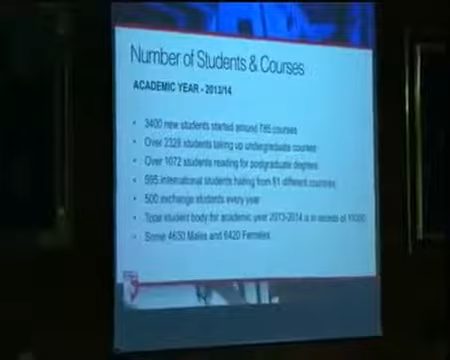 Number of Students & Courses
ACADEMIC YEAR - 2013/14
3400 new students started around 785 courses
Over 2328 students taking up undergraduate courses
Over 1072 students reading for postgraduate degrees
595 international students hailing from 81 different countries
500 exchange students every year
Total student body for academic year 2013-2014 is in excess of
Some 4630 Males and 6420 Females